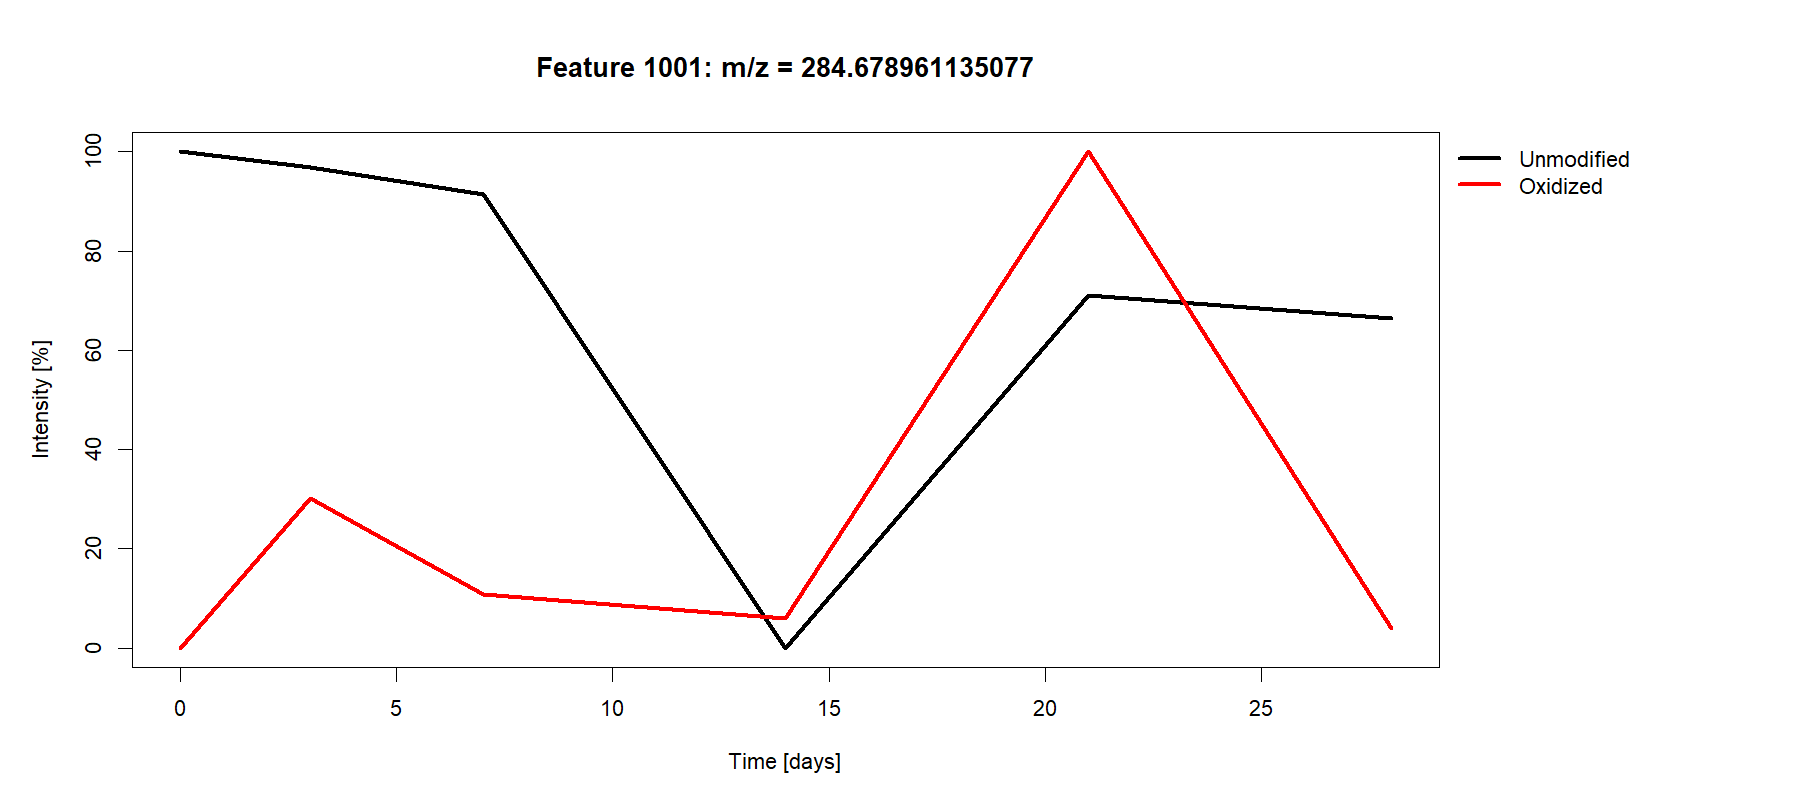 Feature 1001: m/z = 284.678961135077
Unmodified
Oxidized
100
80
60
40
20
0
Intensity [%]
0 5 10 15 20 25
Time [days]